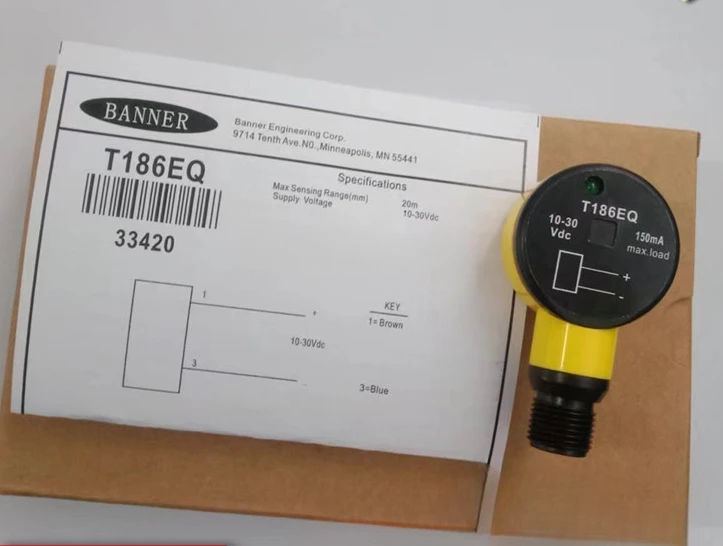 BANNER
Banner Engineering Corp.
9714 Tenth Ave.N0.,Minneapolis, MN 55441
T186EQ
33420
Specifications
Max Sensing Range(mm) 20m
Supply Voltage 10-30Vdc
1
+
KEY
1= Brown
10-30Vdc
3
-
3=Blue
T186EQ
10-30
Vdc
150mA
max.load
+
-